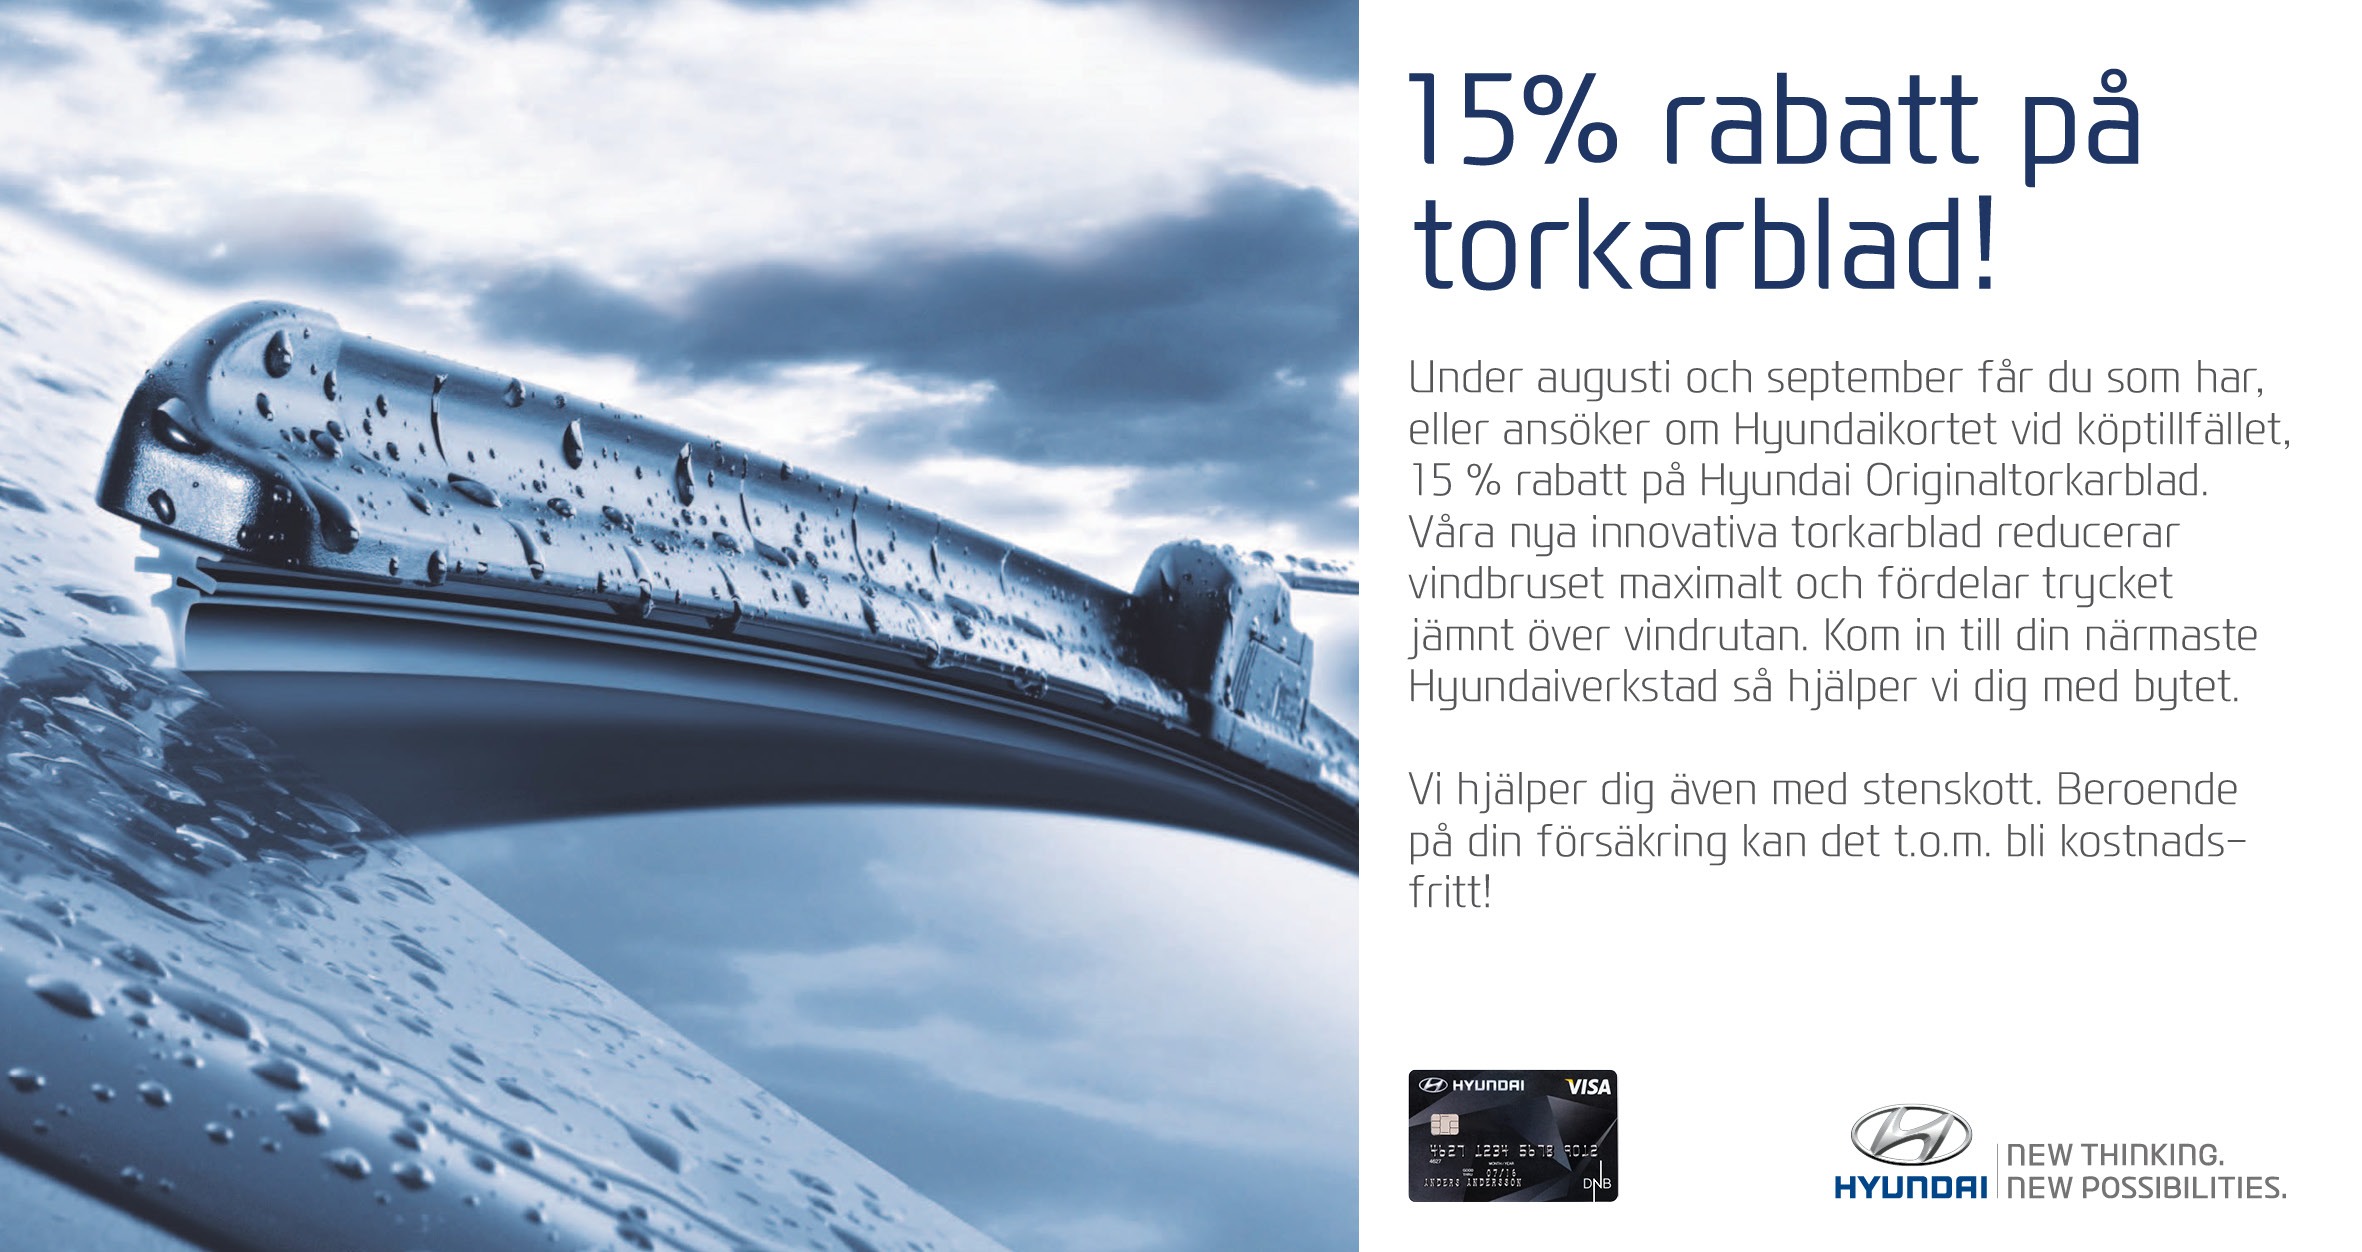 15% rabatt på
torkarblad!
Under augusti och september får du som har,
eller ansöker om Hyundaikortet vid köptillfället,
15 % rabatt på Hyundai Originaltorkarblad.
Våra nya innovativa torkarblad reducerar
vindbruset maximalt och fördelar trycket
jämnt över vindrutan. Kom in till din närmaste
Hyundaiverkstad så hjälper vi dig med bytet.
Vi hjälper dig även med stenskott. Beroende
på din försäkring kan det t.o.m. bli kostnads-
fritt!
HYUNDAI VISA
4627 1234 5678 9012
4627 MONTH/YEAR
07/16
ANDERS ANDERSSON DNB
HYUNDAI
NEW THINKING.
NEW POSSIBILITIES.